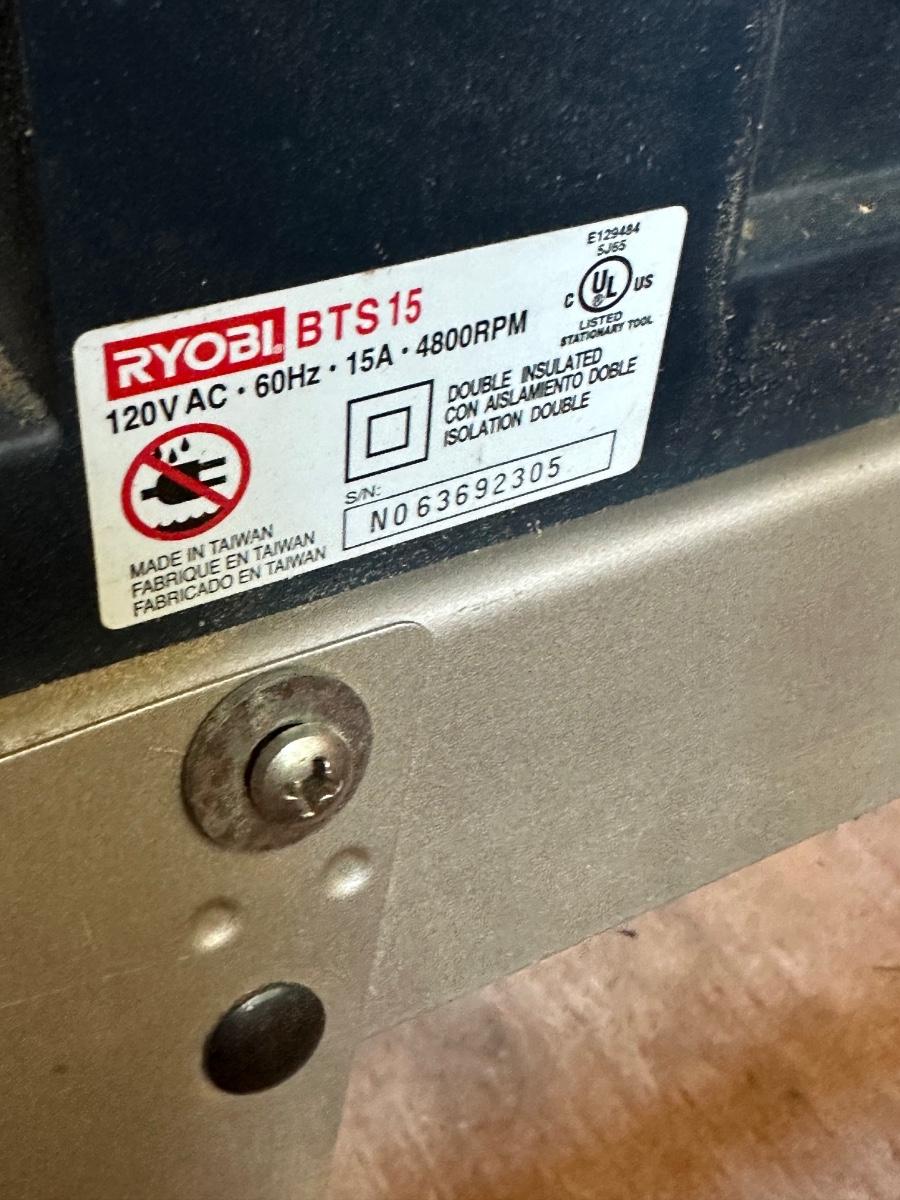 E129484
5J65
C UL US
LISTED
STATIONARY TOOL
RYOBI® BTS15
120V AC · 60Hz · 15A · 4800RPM
DOUBLE INSULATED
CON AISLAMIENTO DOBLE
ISOLATION DOUBLE
S/N:
N063692305
MADE IN TAIWAN
FABRIQUE EN TAIWAN
FABRICADO EN TAIWAN